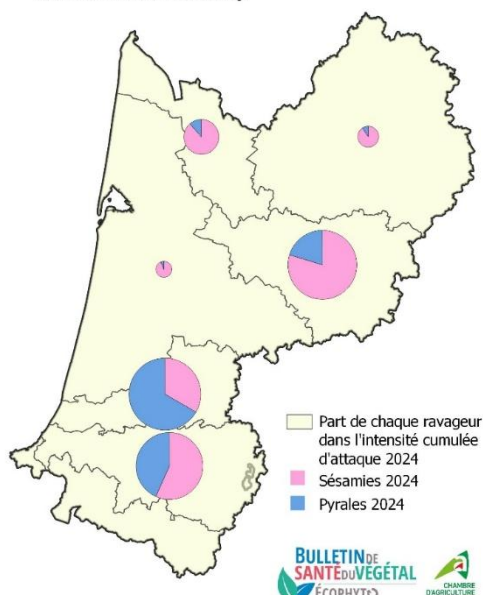 Part de chaque ravageur
dans l'intensité cumulée
d'attaque 2024
Sésamies 2024
Pyrales 2024
BULLETIN DE
SANTÉ DU VÉGÉTAL
ÉCOPHYTO
CHAMBRE
D'AGRICULTURE